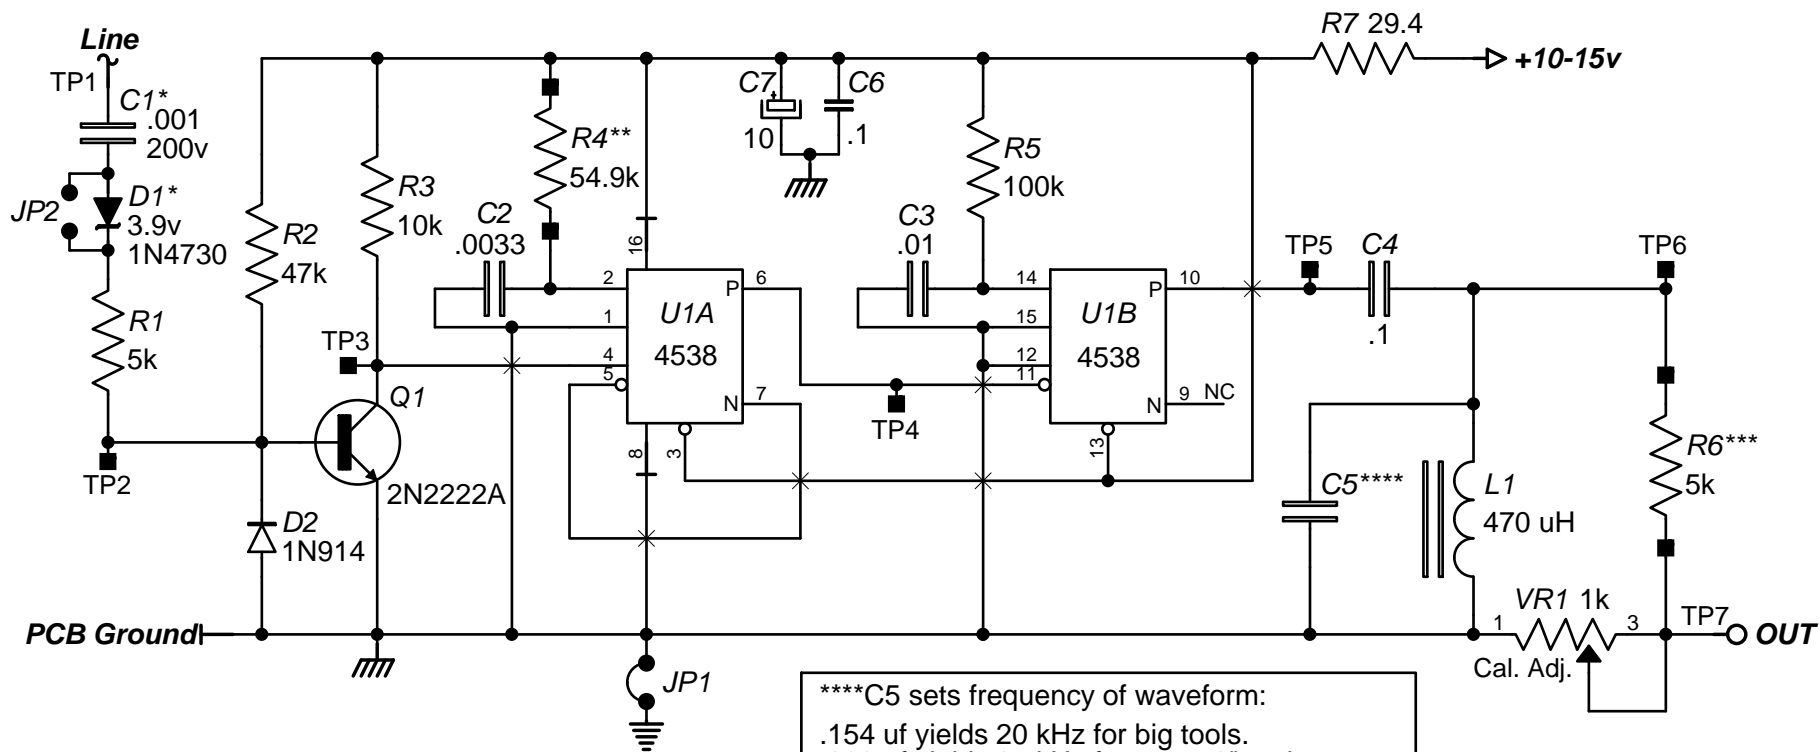 Line
TP1
C1*
.001
200v
JP2
D1*
3.9v
1N4730
R1
5k
TP2
R2
47k
D2
1N914
R3
10k
TP3
Q1
2N2222A
PCB Ground
C2
.0033
R4**
54.9k
16
2
1
4
5
P
6
U1A
4538
N
7
8
3
JP1
C7
+
10
C6
.1
R5
100k
C3
.01
TP4
14
15
12
11
P
10
U1B
4538
N
9
NC
13
R7 29.4
+10-15v
TP5
C4
.1
TP6
C5****
L1
470 uH
R6***
5k
VR1 1k
1
3
Cal. Adj.
TP7
OUT
****C5 sets frequency of waveform:
.154 uf yields 20 kHz for big tools.